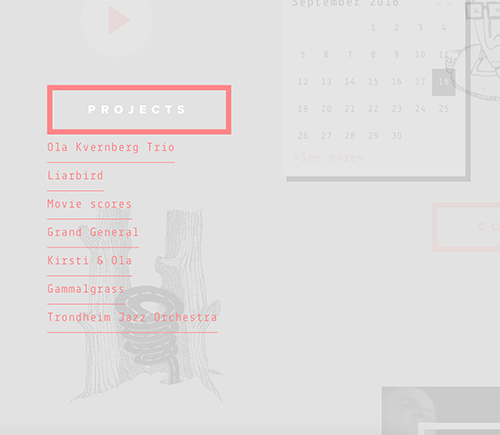 September 2016
< >
1 2 3 4
5 6 7 8 9 10 11
12 13 14 15 16 17 18
19 20 21 22 23 24 25
26 27 28 29 30
>See more<
PROJECTS
Ola Kvernberg Trio
Liarbird
Movie scores
Grand General
Kirsti & Ola
Gammalgrass
Trondheim Jazz Orchestra